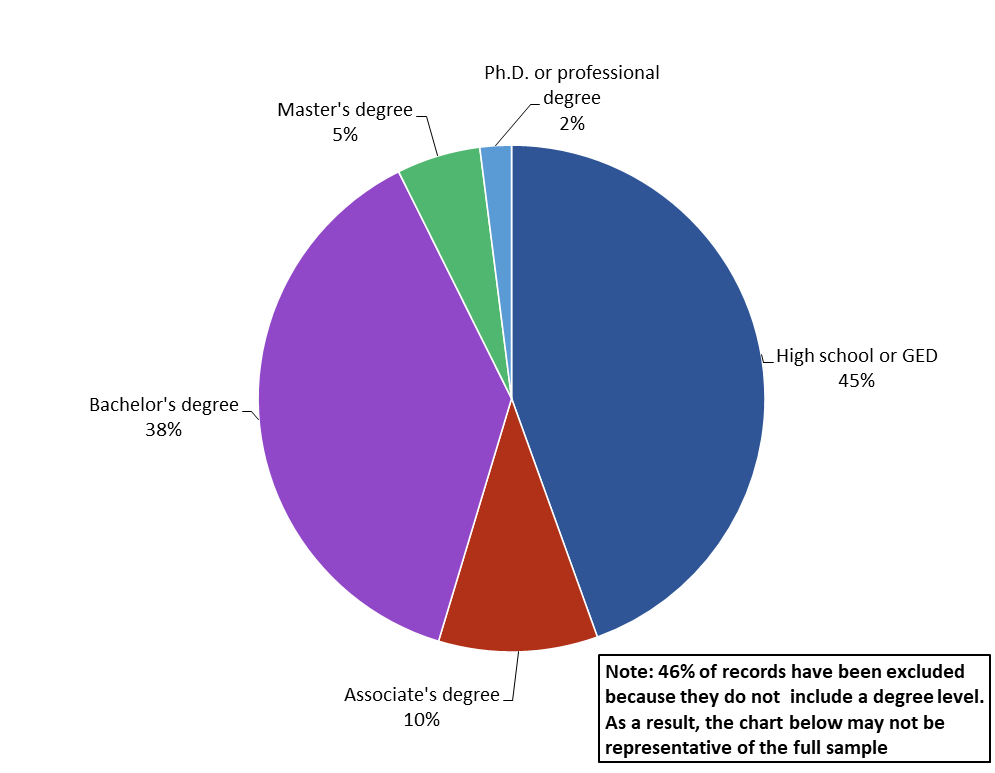 Ph.D. or professional
degree
2%
Master's degree
5%
High school or GED
45%
Bachelor's degree
38%
Associate's degree
10%
Note: 46% of records have been excluded
because they do not  include a degree level.
As a result, the chart below may not be
representative of the full sample